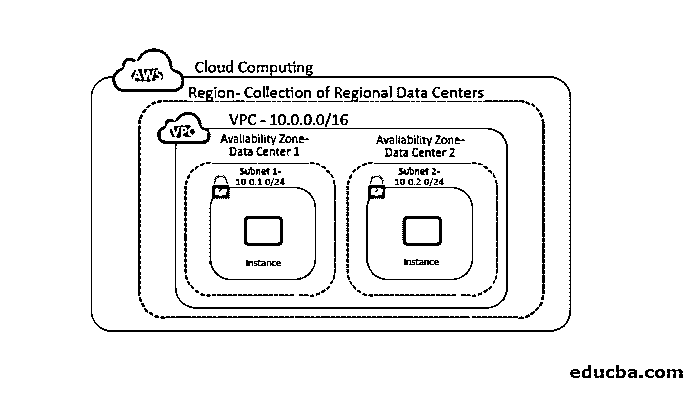 AWS
Cloud Computing
Region- Collection of Regional Data Centers
VPC
VPC - 10.0.0.0/16
Avaliability Zone-
Data Center 1
Avaliability Zone-
Data Center 2
Subnet 1-
10.0.1.0/24
Subnet 2-
10.0.2.0/24
Instance
Instance
educba.com